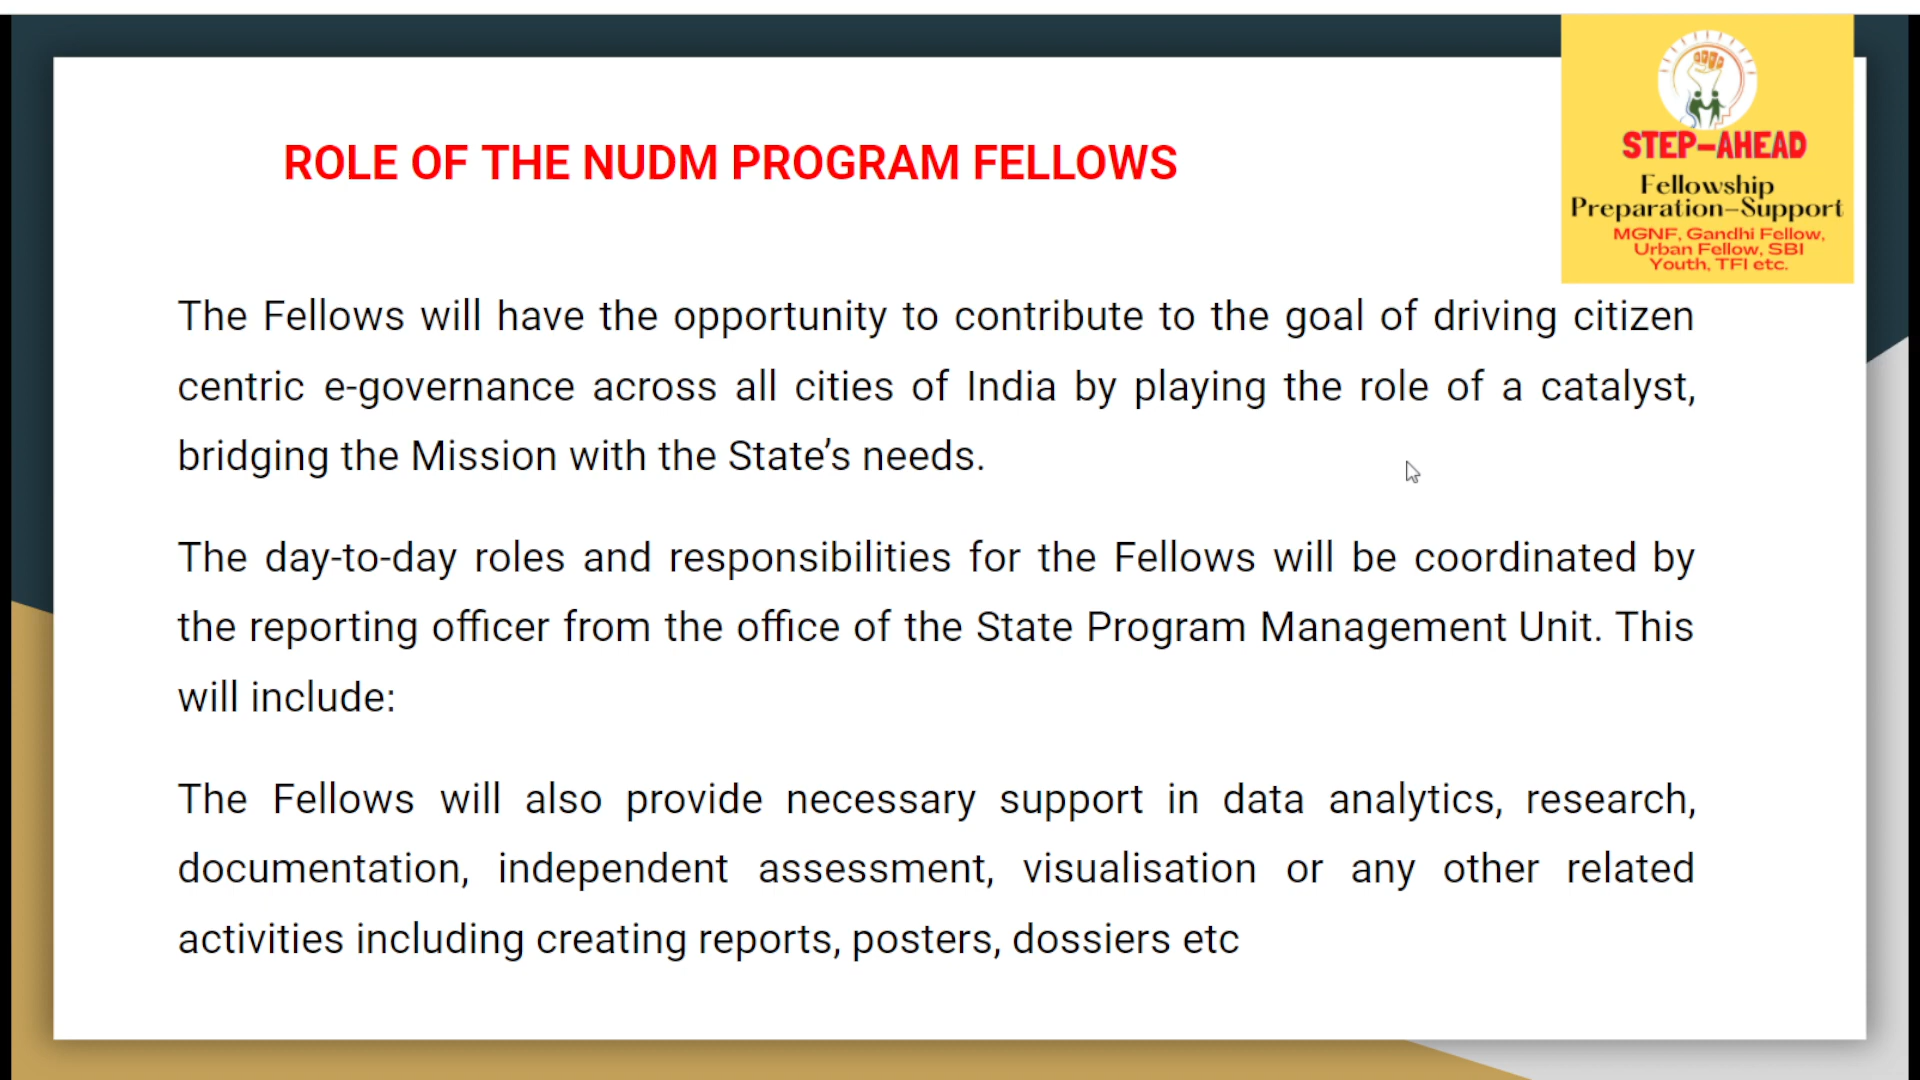 ROLE OF THE NUDM PROGRAM FELLOWS
STEP-AHEAD
Fellowship
Preparation-Support
MGNF, Gandhi Fellow,
Urban Fellow, SBI
Youth, TFI etc.
The Fellows will have the opportunity to contribute to the goal of driving citizen
centric e-governance across all cities of India by playing the role of a catalyst,
bridging the Mission with the State’s needs.
The day-to-day roles and responsibilities for the Fellows will be coordinated by
the reporting officer from the office of the State Program Management Unit. This
will include:
The Fellows will also provide necessary support in data analytics, research,
documentation, independent assessment, visualisation or any other related
activities including creating reports, posters, dossiers etc